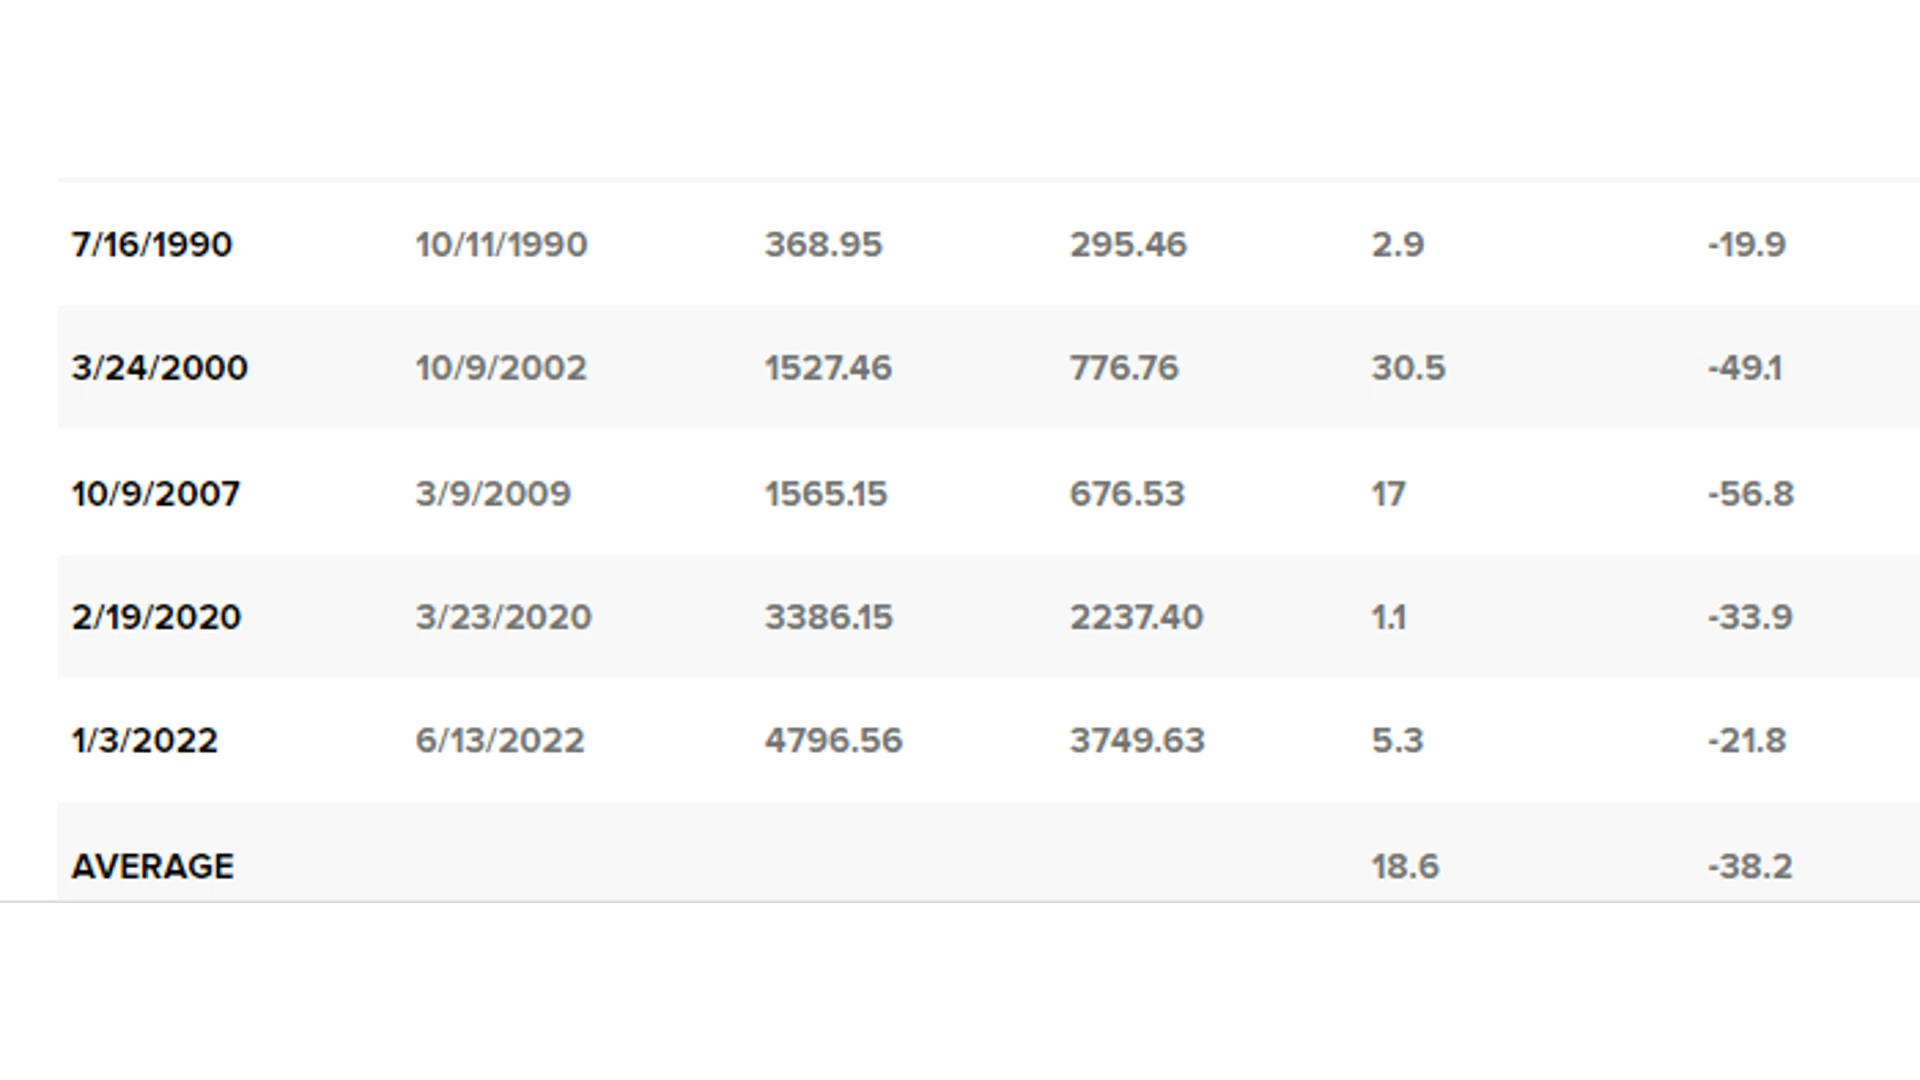 7/16/1990 10/11/1990 368.95 295.46 2.9 -19.9
3/24/2000 10/9/2002 1527.46 776.76 30.5 -49.1
10/9/2007 3/9/2009 1565.15 676.53 17 -56.8
2/19/2020 3/23/2020 3386.15 2237.40 1.1 -33.9
1/3/2022 6/13/2022 4796.56 3749.63 5.3 -21.8
AVERAGE 18.6 -38.2